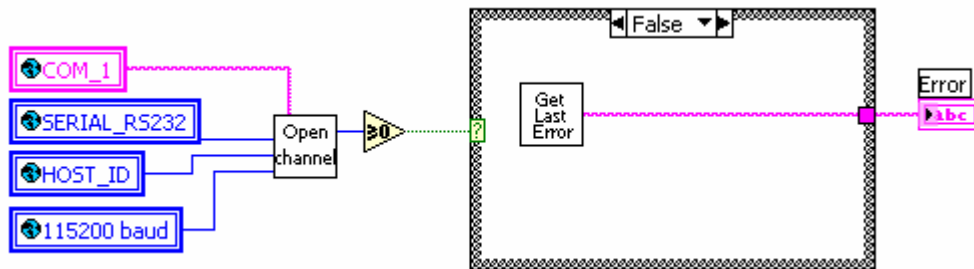 COM_1
SERIAL_RS232
HOST_ID
115200 baud
Open
channel
≥0
?
False
Get
Last
Error
Error
abc